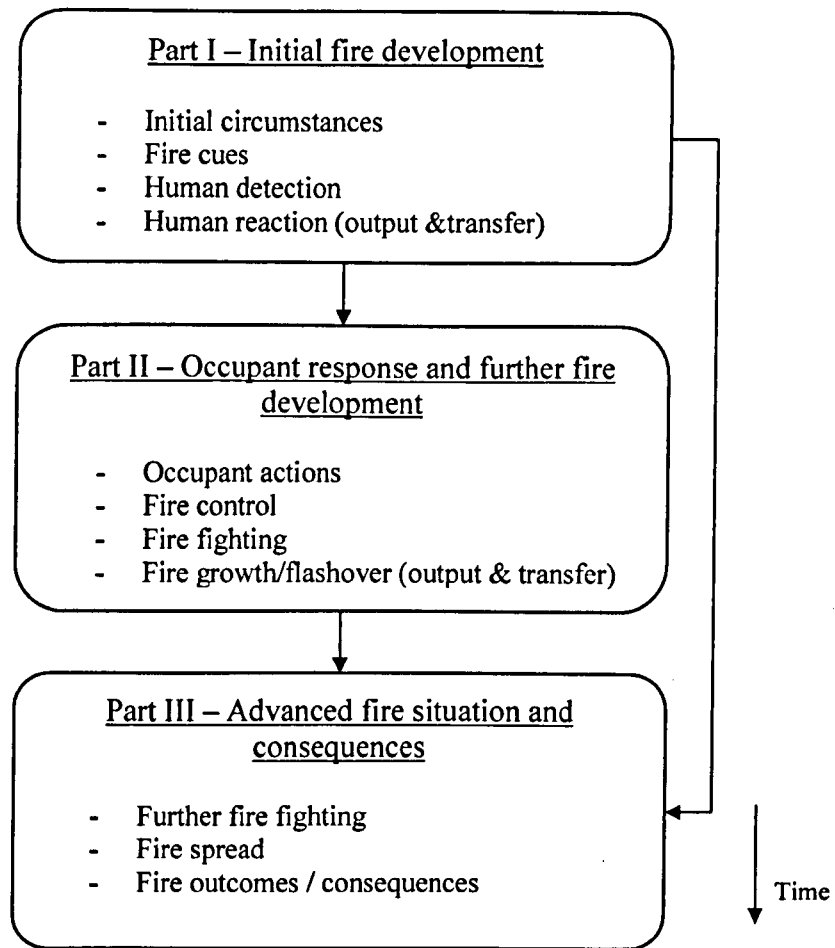 Part I – Initial fire development
- Initial circumstances
- Fire cues
- Human detection
- Human reaction (output &transfer)
Part II – Occupant response and further fire
development
- Occupant actions
- Fire control
- Fire fighting
- Fire growth/flashover (output & transfer)
Part III – Advanced fire situation and
consequences
- Further fire fighting
- Fire spread
- Fire outcomes / consequences
Time